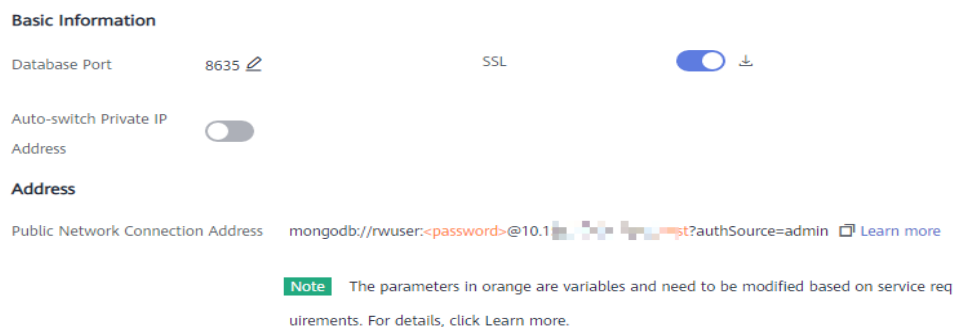 Basic Information
Database Port 8635 SSL
Auto-switch Private IP
Address
Address
Public Network Connection Address mongodb://rwuser:<password>@10.1 st?authSource=admin Learn more
Note The parameters in orange are variables and need to be modified based on service req
uirements. For details, click Learn more.